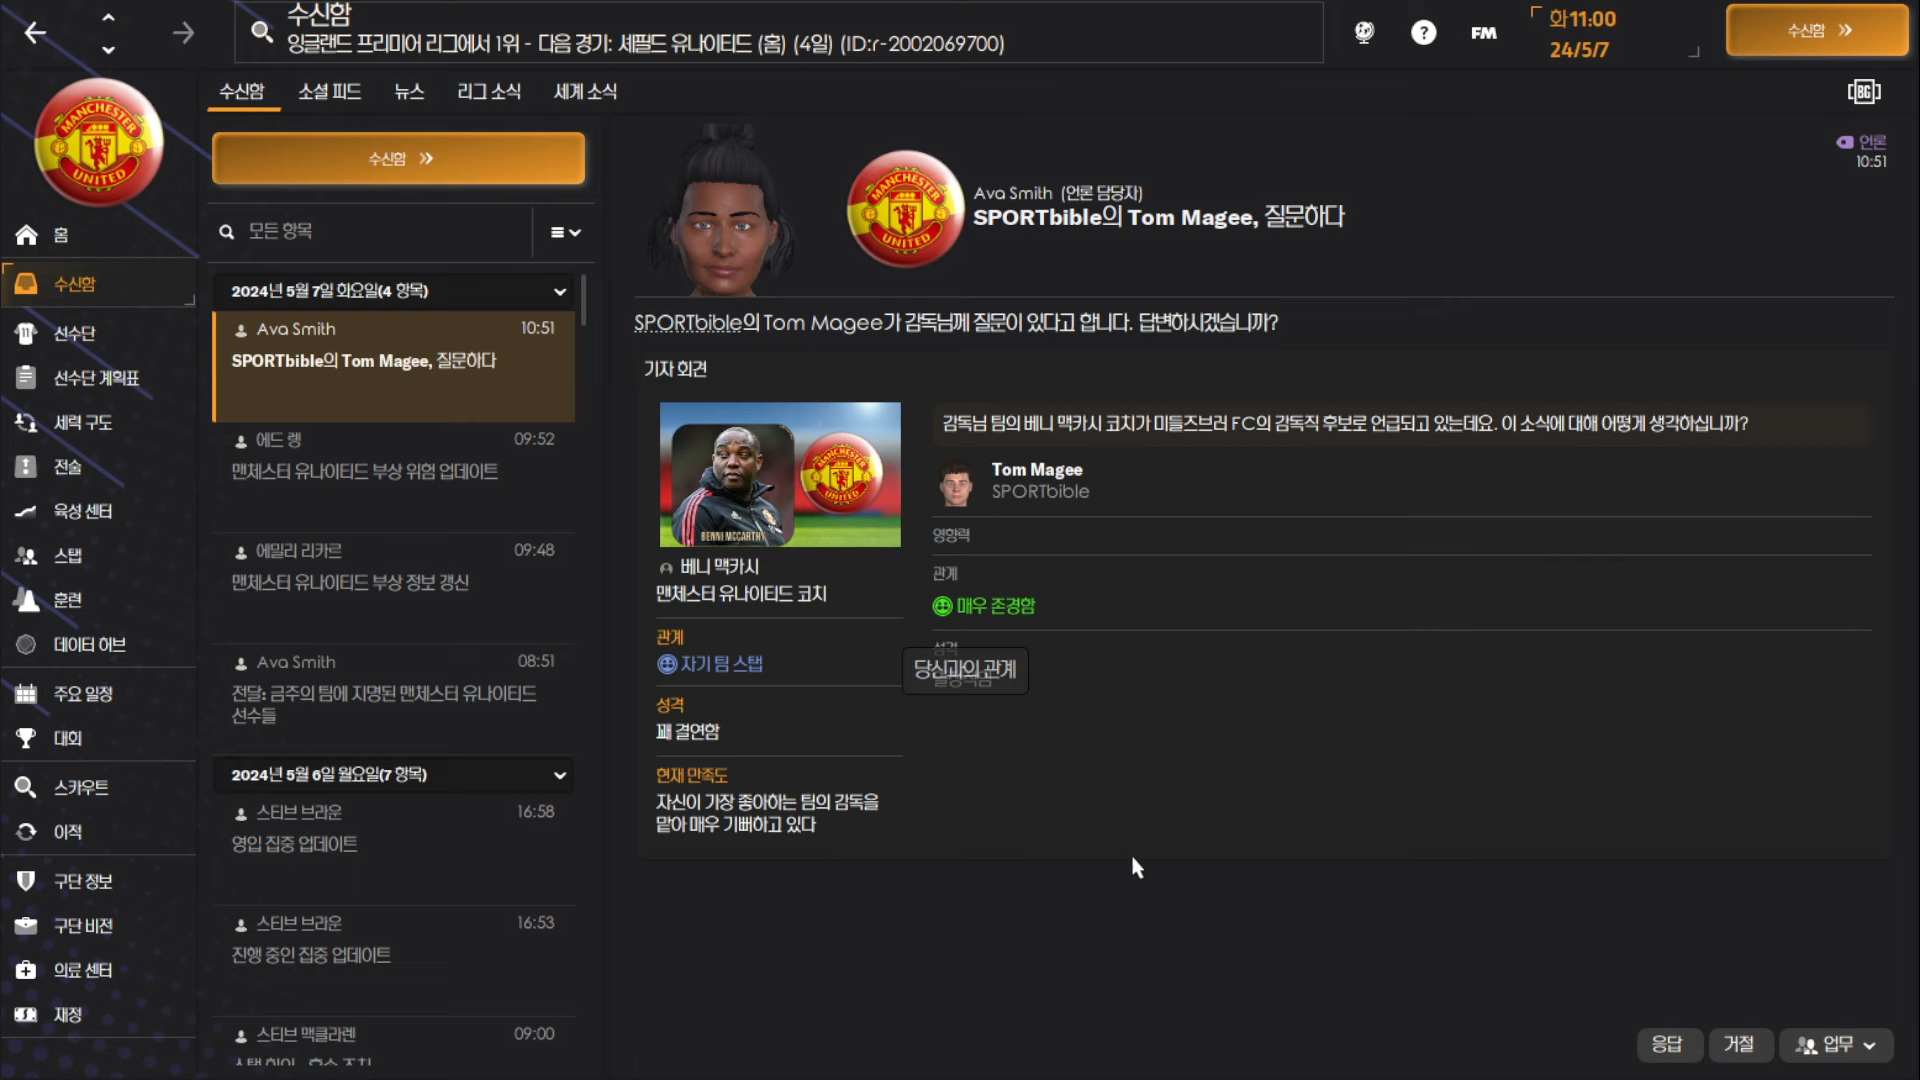 수신함
잉글랜드 프리미어 리그에서 1위 - 다음 경기: 셰필드 유나이티드 (홈) (4일) (ID:r-2002069700)
FM
화11:00
24/5/7
수신함
수신함
소셜 피드
뉴스
리그 소식
세계 소식
BG
MANCHESTER
UNITED
홈
수신함
선수단
선수단 계획표
세력 구도
전술
육성 센터
스탭
훈련
데이터 허브
주요 일정
대회
스카우트
이적
구단 정보
구단 비전
의료 센터
재정
수신함
모든 항목
2024년 5월 7일 화요일(4 항목)
Ava Smith 10:51
SPORTbible의 Tom Magee, 질문하다
에드 렝 09:52
맨체스터 유나이티드 부상 위험 업데이트
에밀리 리카르 09:48
맨체스터 유나이티드 부상 정보 갱신
Ava Smith 08:51
전달: 금주의 팀에 지명된 맨체스터 유나이티드
선수들
2024년 5월 6일 월요일(7 항목)
스티브 브라운 16:58
영입 집중 업데이트
스티브 브라운 16:53
진행 중인 집중 업데이트
스티브 맥클라렌 09:00
MANCHESTER
UNITED
Ava Smith (언론 담당자)
SPORTbible의 Tom Magee, 질문하다
언론
10:51
SPORTbible의 Tom Magee가 감독님께 질문이 있다고 합니다. 답변하시겠습니까?
기자 회견
MANCHESTER
UNITED
BENNI MCCARTHY
베니 맥카시
맨체스터 유나이티드 코치
관계
자기 팀 스탭
성격
꽤 결연함
현재 만족도
자신이 가장 좋아하는 팀의 감독을
맡아 매우 기뻐하고 있다
감독님 팀의 베니 맥카시 코치가 미들즈브러 FC의 감독직 후보로 언급되고 있는데요. 이 소식에 대해 어떻게 생각하십니까?
Tom Magee
SPORTbible
영향력
관계
매우 존경함
성격
당신과의 관계
응답
거절
업무